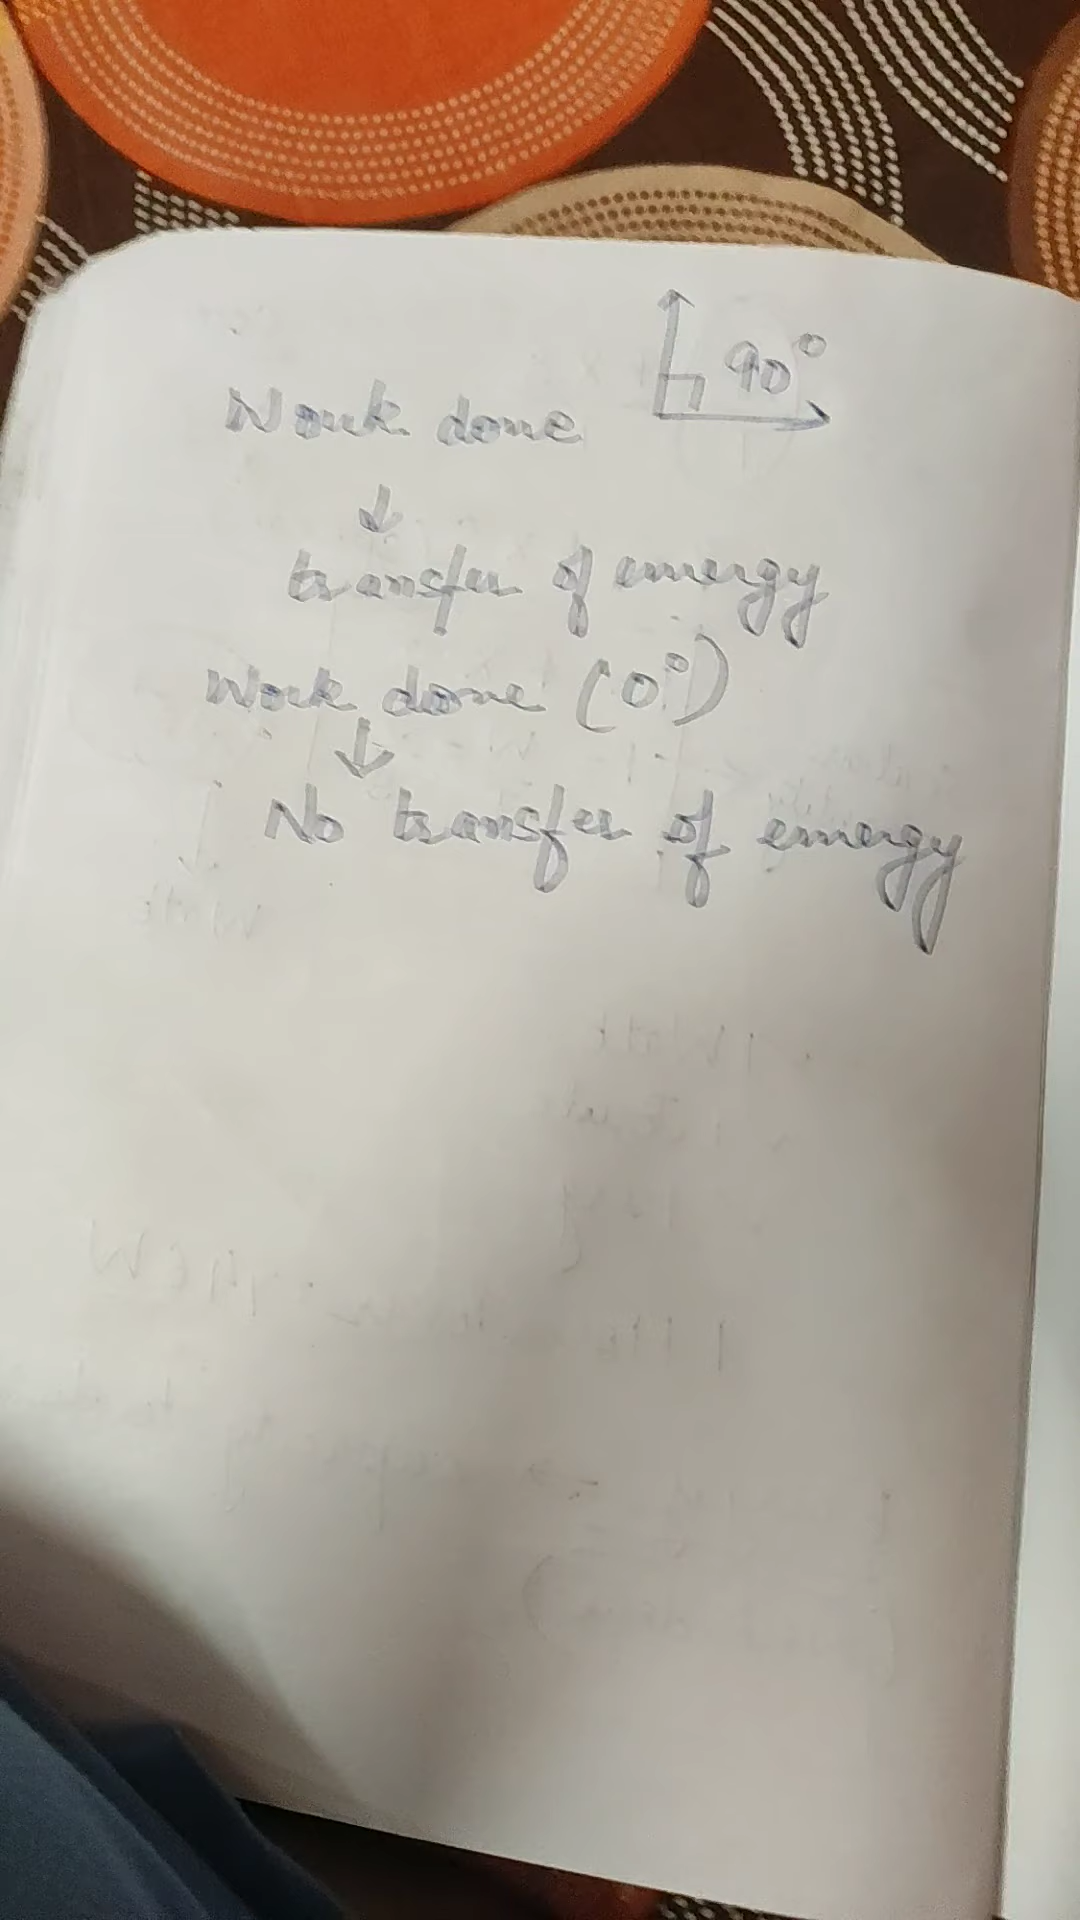 90°
Work done
↓
transfer of energy
Work done (0°)
↓
No transfer of energy